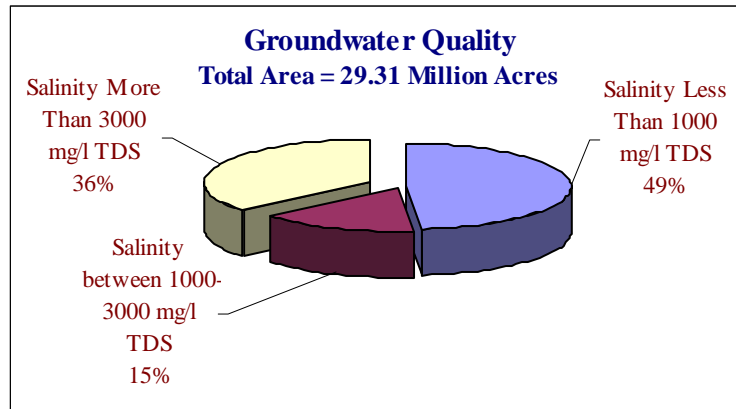 Groundwater Quality
Total Area = 29.31 Million Acres
Salinity More
Than 3000
mg/l TDS
36%
Salinity Less
Than 1000
mg/l TDS
49%
Salinity
between 1000-
3000 mg/l
TDS
15%